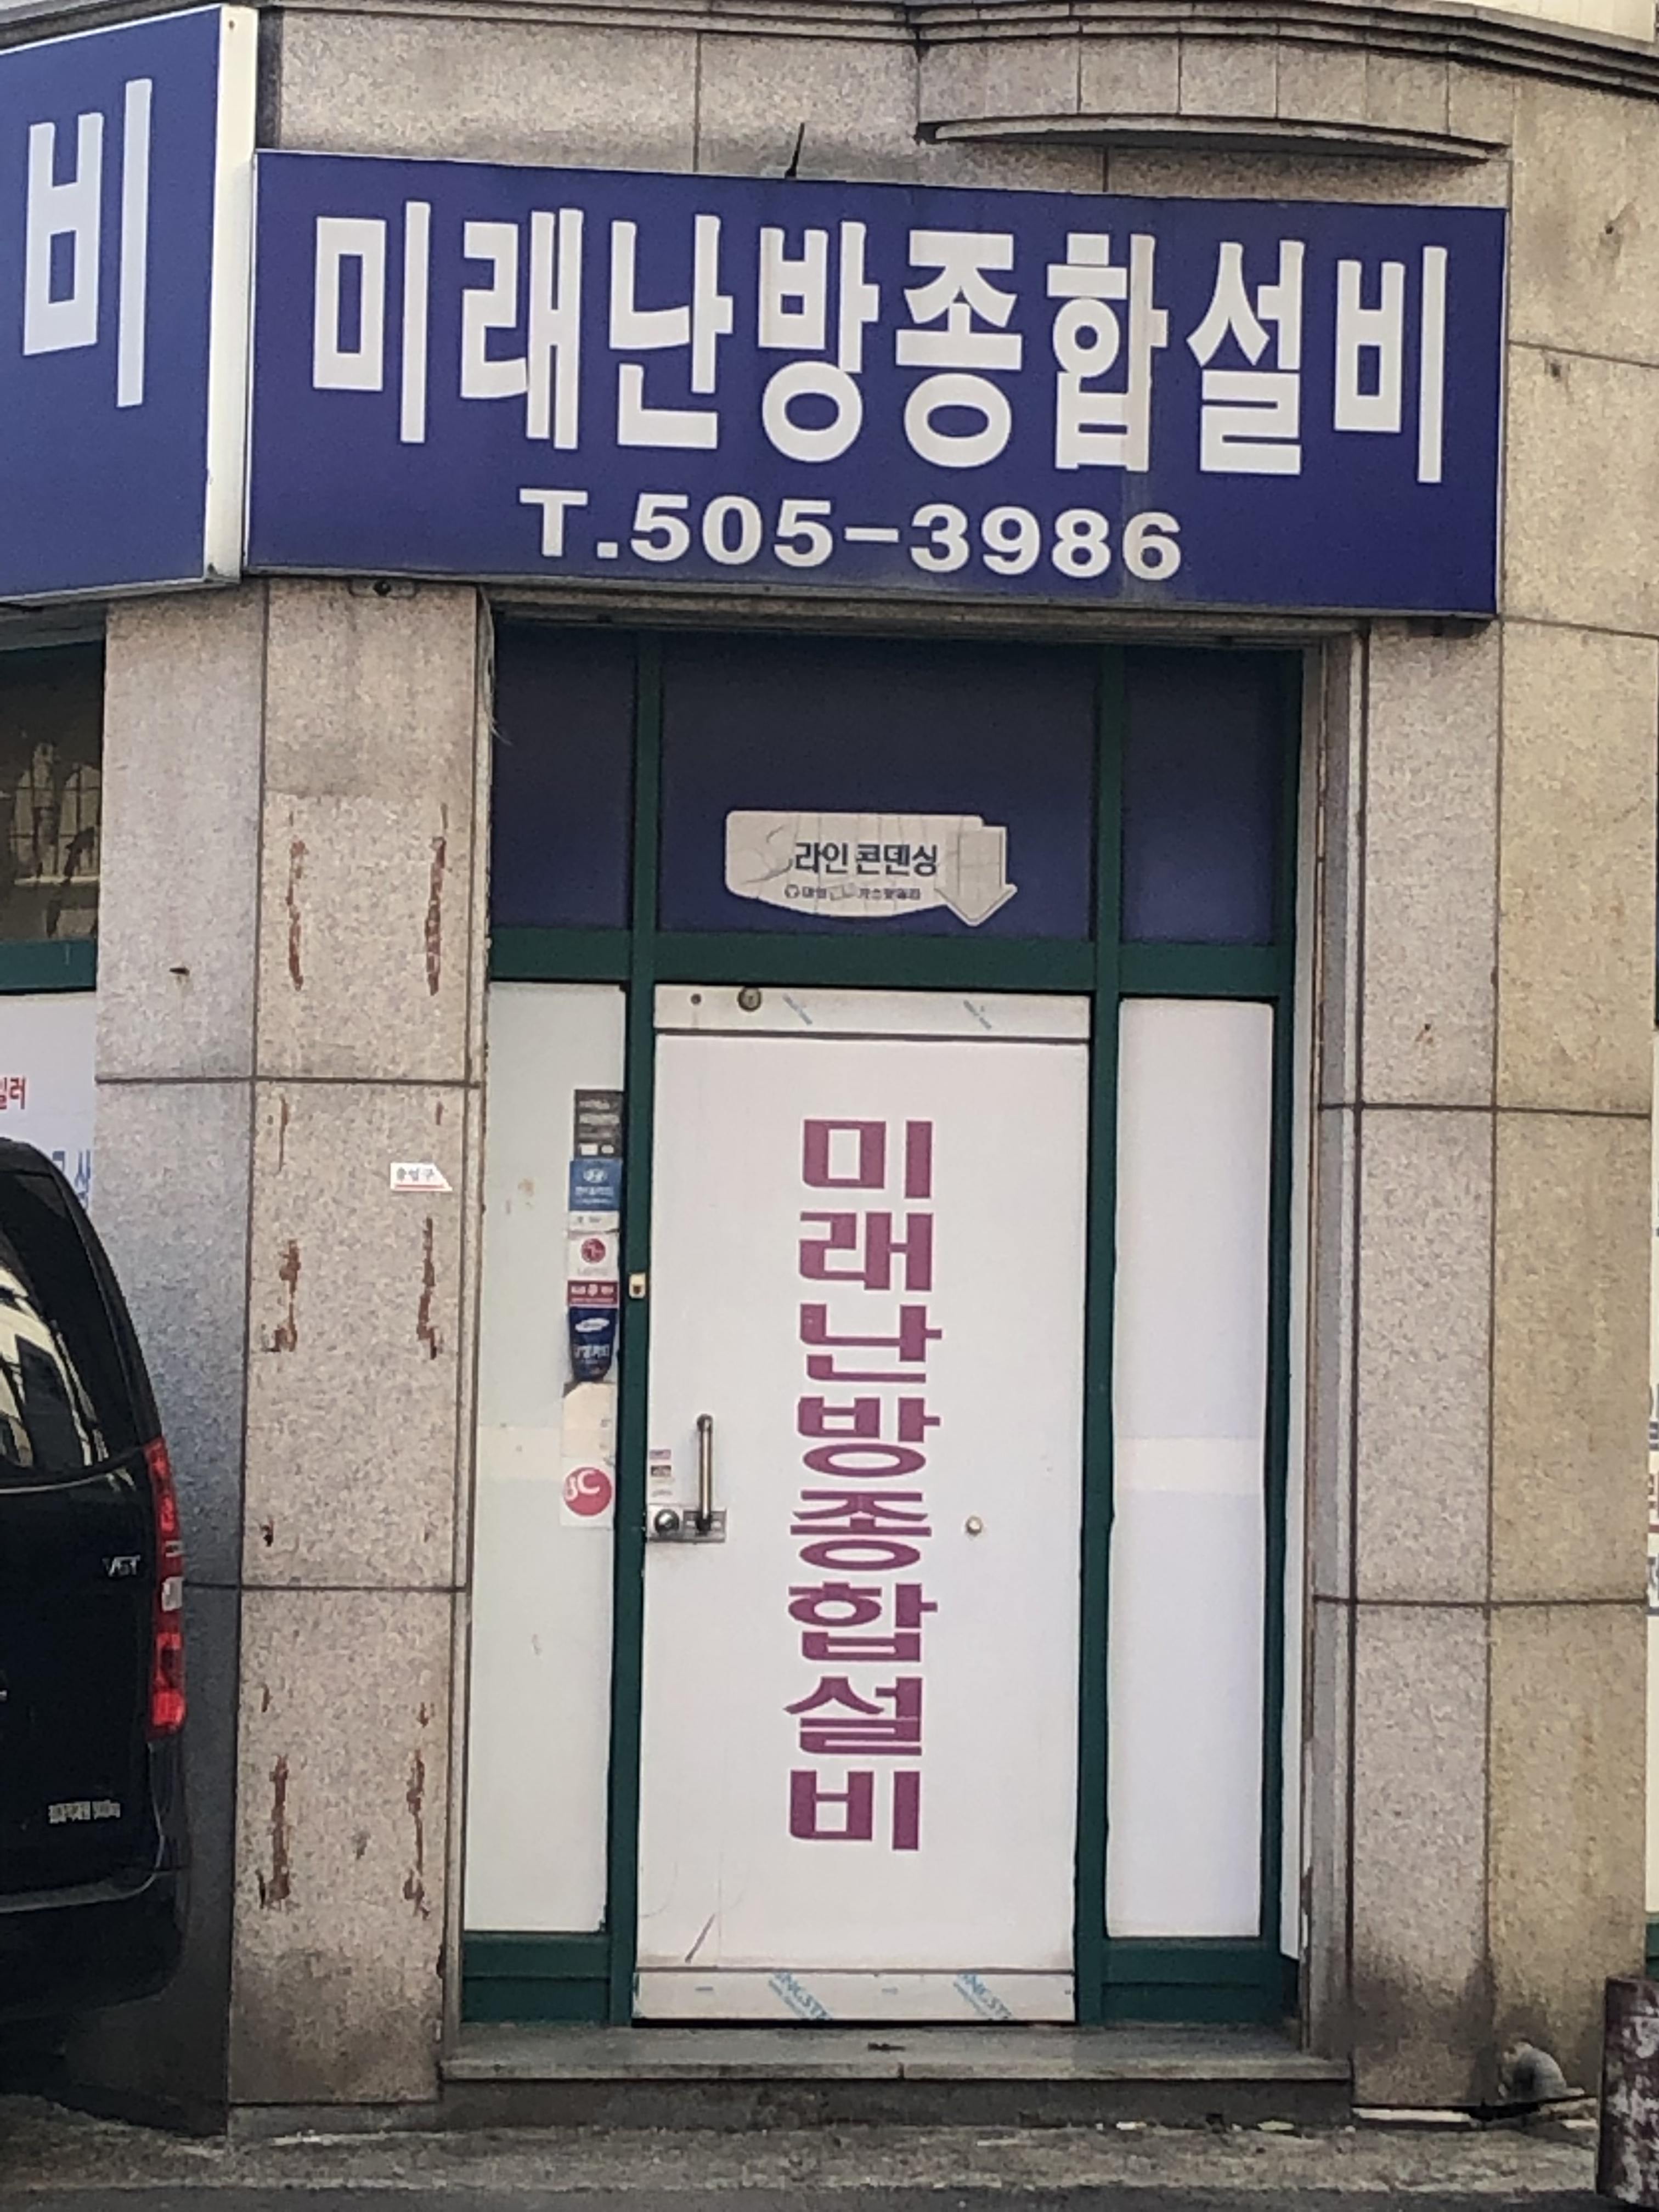 비
미래난방종합설비
T.505-3986
라인 콘덴싱
미래난방종합설비
VGT